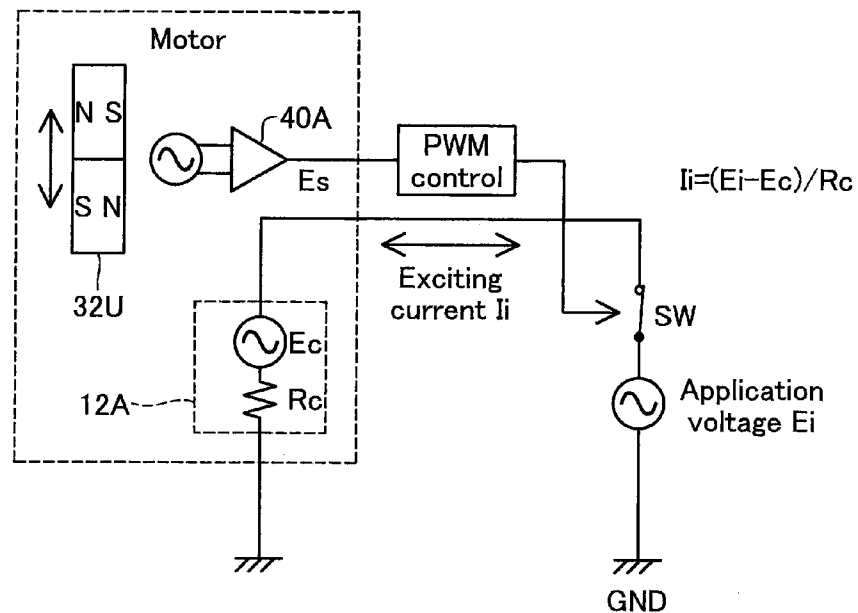 Motor
N S
S N
32U
40A
Es
PWM
control
Ii=(Ei-Ec)/Rc
Exciting
current Ii
SW
Ec
Rc
12A
Application
voltage Ei
GND